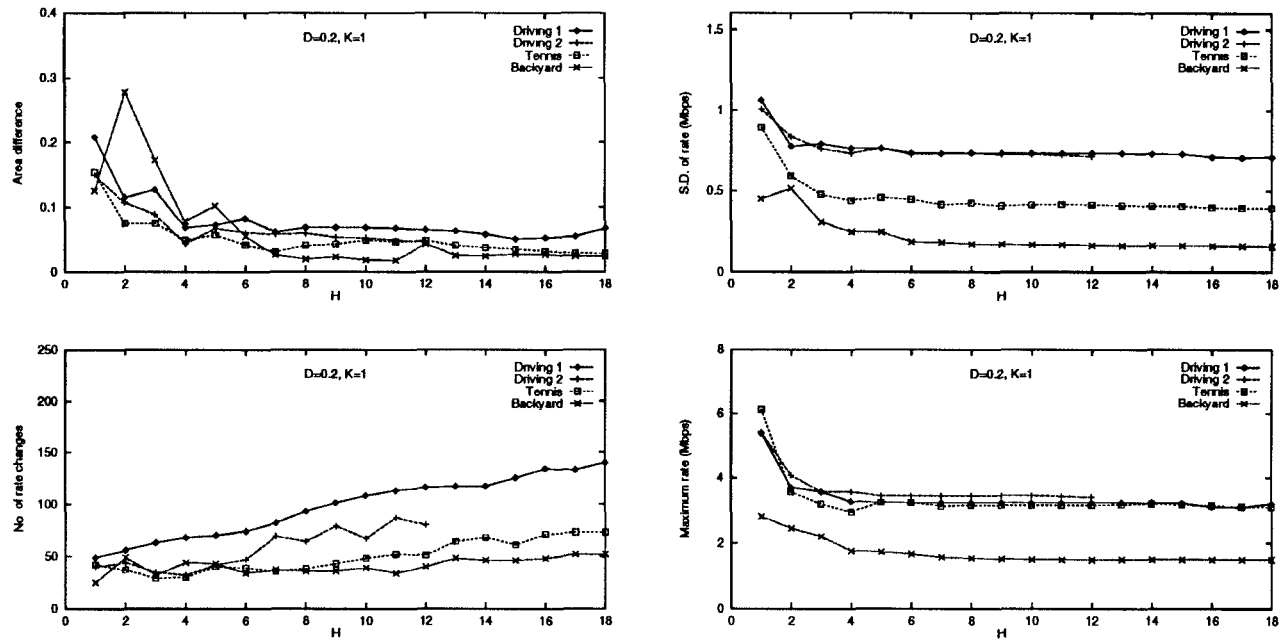 0.4
0.3
0.2
0.1
0
Area difference
D=0.2, K=1
Driving 1
Driving 2
Tennis
Backyard
0 2 4 6 8 10 12 14 16 18
H
1.5
1
0.5
0
S.D. of rate (Mbps)
D=0.2, K=1
Driving 1
Driving 2
Tennis
Backyard
0 2 4 6 8 10 12 14 16 18
H
250
200
150
100
50
0
No of rate changes
D=0.2, K=1
Driving 1
Driving 2
Tennis
Backyard
0 2 4 6 8 10 12 14 16 18
H
8
6
4
2
0
Maximum rate (Mbps)
D=0.2, K=1
Driving 1
Driving 2
Tennis
Backyard
0 2 4 6 8 10 12 14 16 18
H